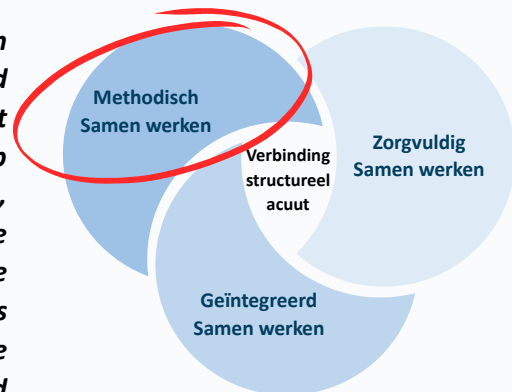 Methodisch
Samen werken
Zorgvuldig
Samen werken
Verbinding
structureel
acuut
Geïntegreerd
Samen werken